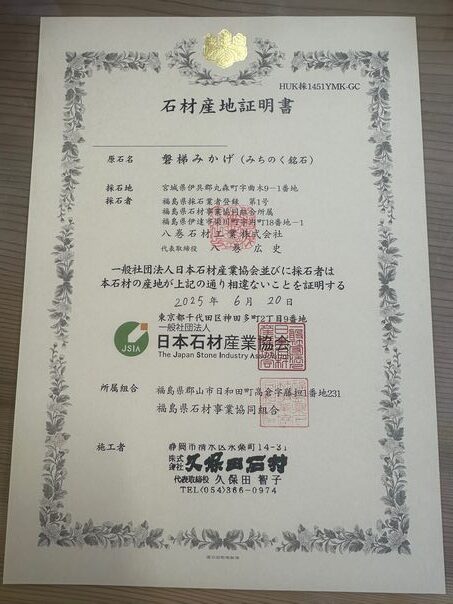 HUK採1451YMK-GC
石材産地証明書
原石名 磐梯みかげ(みちのく銘石)
採石地 宮城県伊具郡丸森町字曲木9-1番地
採石者 福島県採石業者登録 第1号
福島県石材事業協同組合所属
福島県伊達市梁川町字内町18番地-1
八巻石材工業株式会社
代表取締役 八巻広史
一般社団法人日本石材産業協会並びに採石者は
本石材の産地が上記の通り相違ないことを証明する
2025年 6月 20日
東京都千代田区神田多町2丁目9番地
一般社団法人
JSIA 日本石材産業協会
The Japan Stone Industry Association
所属組合 福島県郡山市日和田町高倉字藤坦1番地231
福島県石材事業協同組合
施工者 静岡市清水区永楽町14-31
株式会社 久保田石材
代表取締役 久保田 智子
TEL(054)366-0974